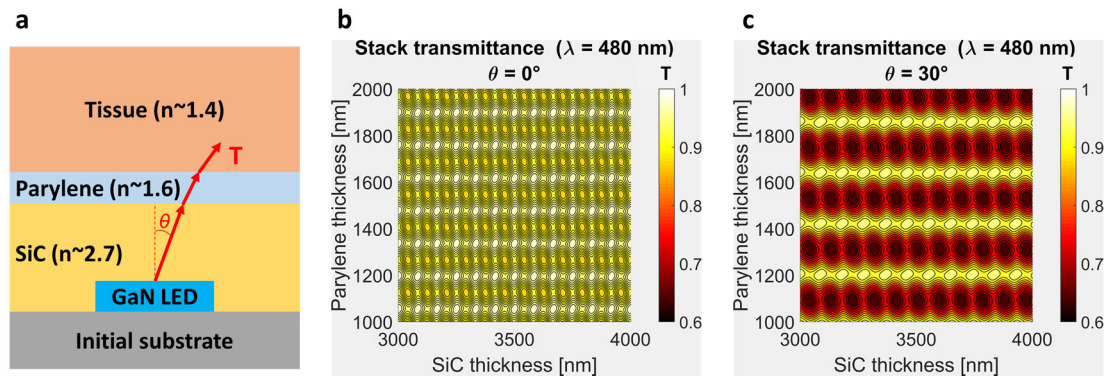 a
Tissue (n~1.4)
T
Parylene (n~1.6)
θ
SiC (n~2.7)
GaN LED
Initial substrate
b
Stack transmittance (λ = 480 nm)
θ = 0°
T
Parylene thickness [nm]
2000
1800
1600
1400
1200
1000
3000
3500
4000
SiC thickness [nm]
1
0.9
0.8
0.7
0.6
c
Stack transmittance (λ = 480 nm)
θ = 30°
T
Parylene thickness [nm]
2000
1800
1600
1400
1200
1000
3000
3500
4000
SiC thickness [nm]
1
0.9
0.8
0.7
0.6